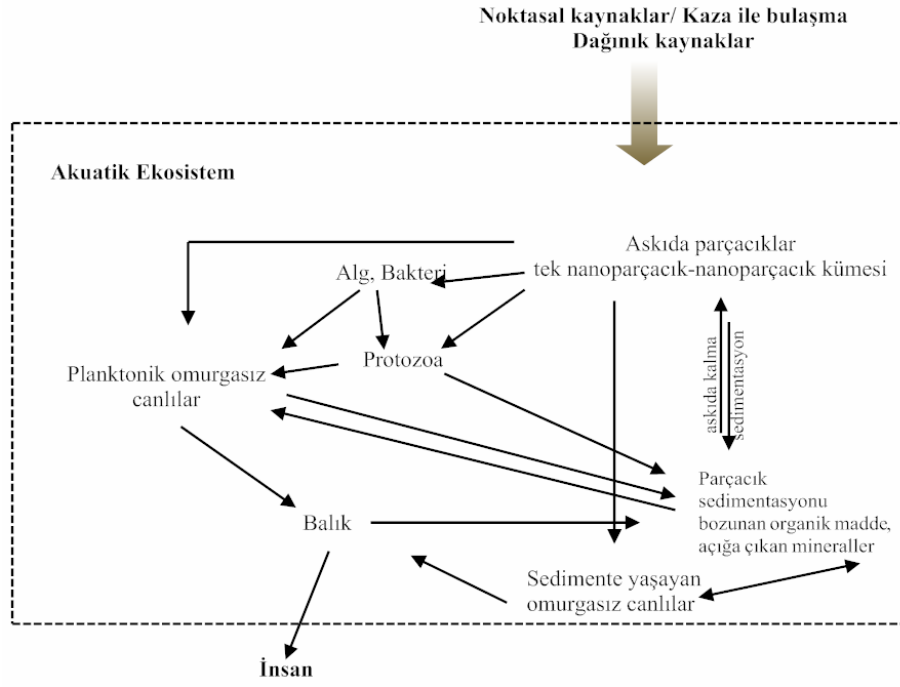 Noktasal kaynaklar/ Kaza ile bulaşma
Dağınık kaynaklar
Akuatik Ekosistem
Askıda parçacıklar
tek nanoparçacık-nanoparçacık kümesi
Alg, Bakteri
Protozoa
Planktonik omurgasız
canlılar
askıda kalma
sedimentasyon
Parçacık
sedimentasyonu
bozunan organik madde,
açığa çıkan mineraller
Balık
Sedimente yaşayan
omurgasız canlılar
İnsan